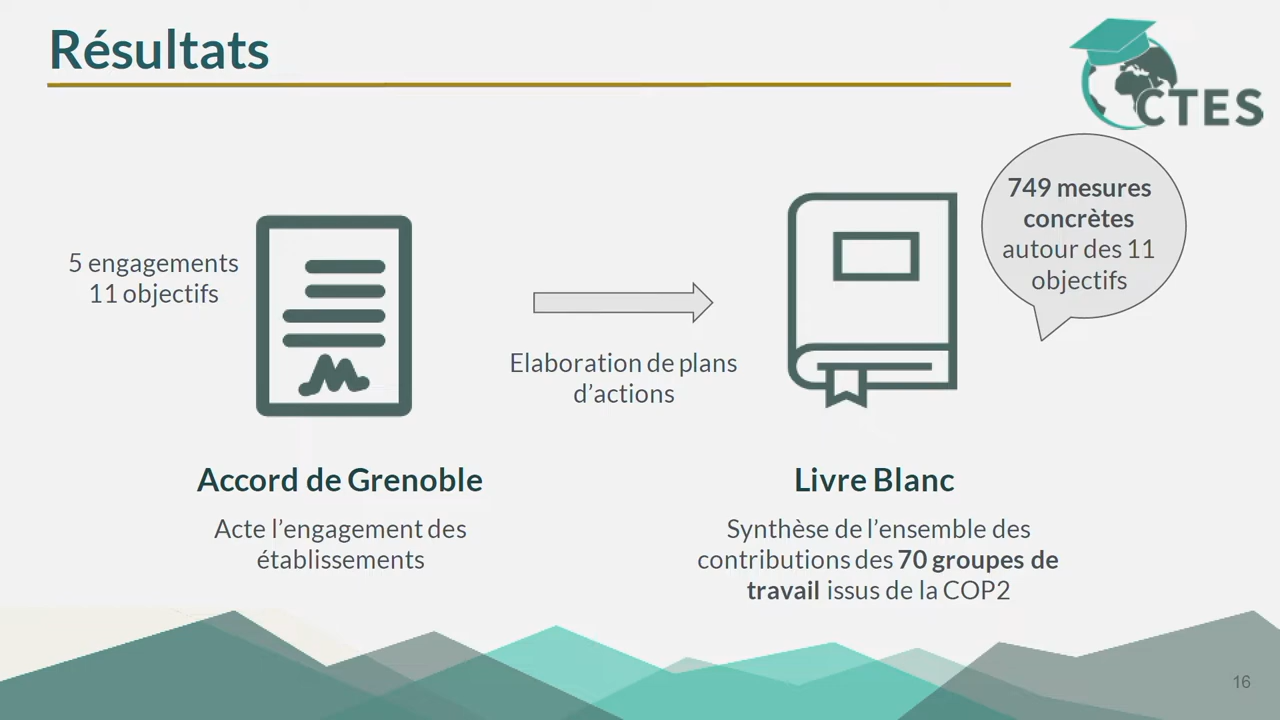 Résultats
CTES
5 engagements
11 objectifs
Elaboration de plans
d’actions
749 mesures
concrètes
autour des 11
objectifs
Accord de Grenoble
Acte l’engagement des
établissements
Livre Blanc
Synthèse de l’ensemble des
contributions des 70 groupes de
travail issus de la COP2
16